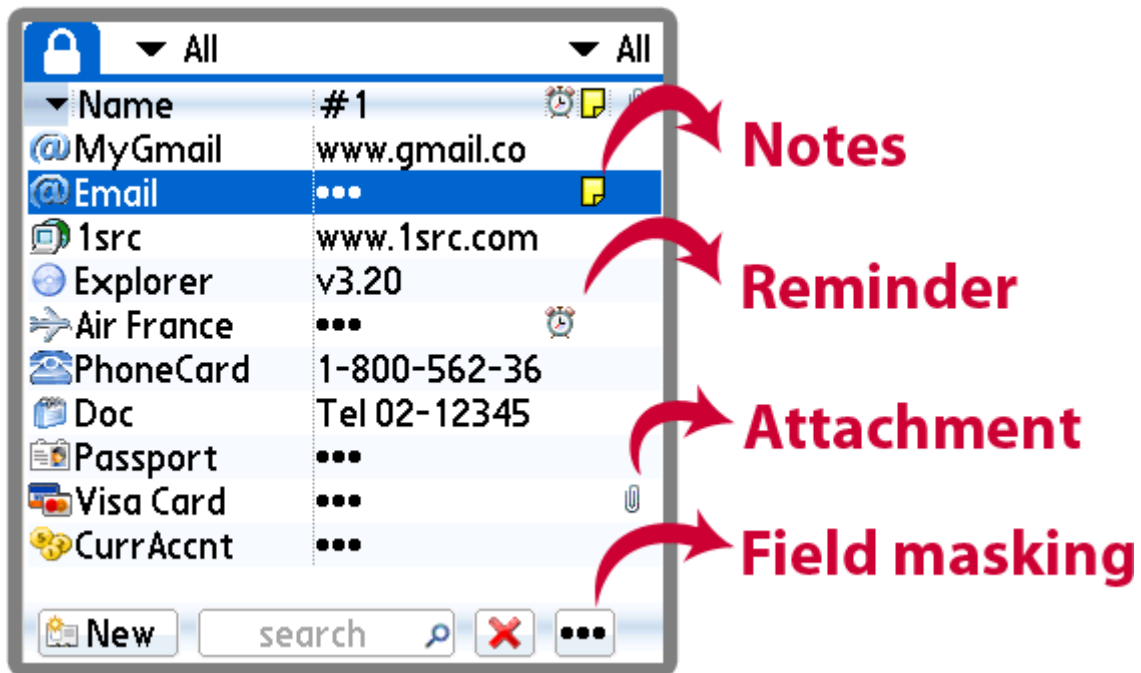 All All
Name #1
MyGmail www.gmail.co
Notes
Email •••
1src www.1src.com
Explorer v3.20
Reminder
Air France •••
PhoneCard 1-800-562-36
Doc Tel 02-12345
Attachment
Passport •••
Visa Card •••
CurrAccnt •••
Field masking
New search •••